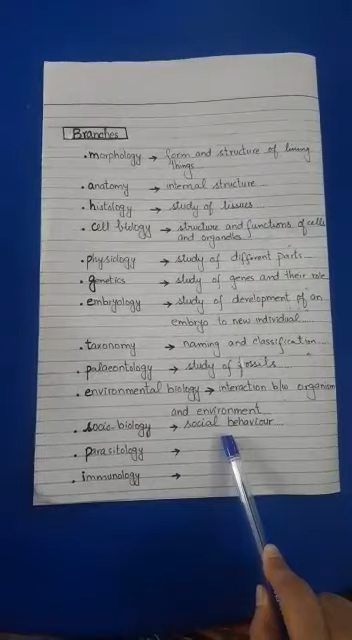 Branches
• morphology → form and structure of living
things
• anatomy → internal structure
• histology → study of tissues
• cell biology → structure and functions of cells
and organelles
• physiology → study of different parts
• genetics → study of genes and their role
• embryology → study of development of an
embryo to new individual
• taxonomy → naming and classification
• palaeontology → study of fossils
• environmental biology → interaction b/w organism
and environment
• socio-biology → social behaviour
• parasitology →
• immunology →